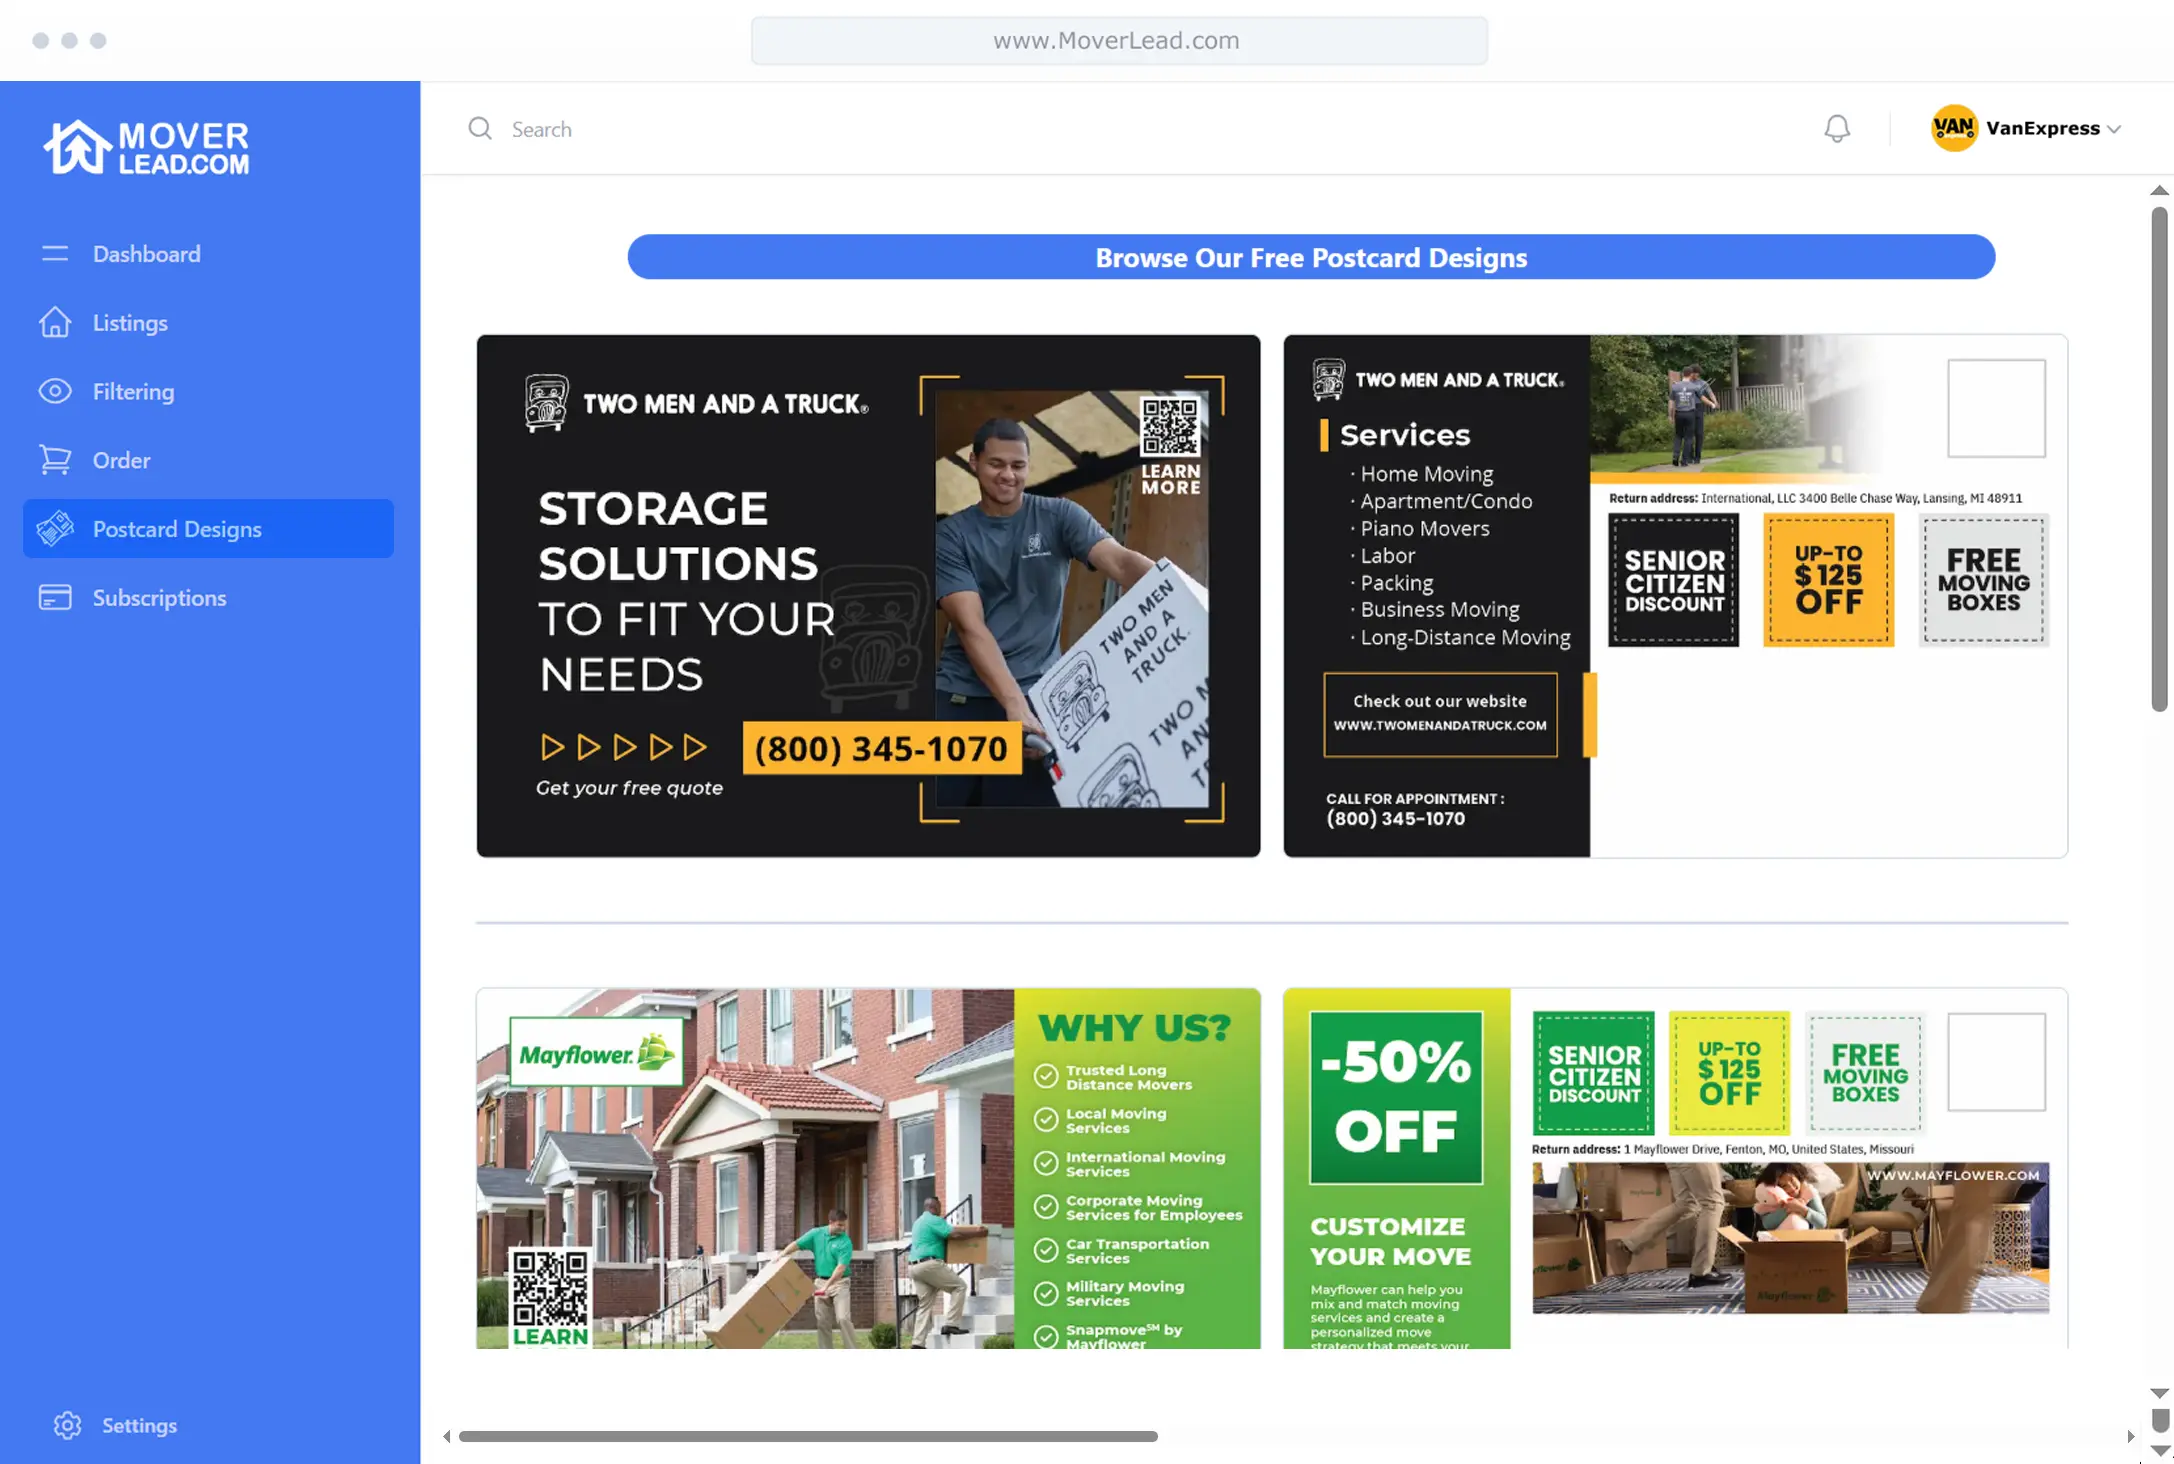 www.MoverLead.com
MOVER
LEAD.COM
Search
VAN
VanExpress
Dashboard
Listings
Filtering
Order
Postcard Designs
Subscriptions
Settings
Browse Our Free Postcard Designs
TWO MEN AND A TRUCK®
LEARN
MORE
STORAGE
SOLUTIONS
TO FIT YOUR
NEEDS
(800) 345-1070
Get your free quote
TWO MEN
AND A
TRUCK.
TWO M
AN
T
TWO MEN AND A TRUCK®
Services
· Home Moving
· Apartment/Condo
· Piano Movers
· Labor
· Packing
· Business Moving
· Long-Distance Moving
Check out our website
WWW.TWOMENANDATRUCK.COM
CALL FOR APPOINTMENT :
(800) 345-1070
Return address: International, LLC 3400 Belle Chase Way, Lansing, MI 48911
SENIOR
CITIZEN
DISCOUNT
UP-TO
$125
OFF
FREE
MOVING
BOXES
Mayflower.
LEARN
WHY US?
Trusted Long
Distance Movers
Local Moving
Services
International Moving
Services
Corporate Moving
Services for Employees
Car Transportation
Services
Military Moving
Services
Snapmove℠ by
Mayflower
-50%
OFF
CUSTOMIZE
YOUR MOVE
Mayflower can help you
mix and match moving
services and create a
personalized move
strategy that meets your
SENIOR
CITIZEN
DISCOUNT
UP-TO
$125
OFF
FREE
MOVING
BOXES
Return address: 1 Mayflower Drive, Fenton, MO, United States, Missouri
WWW.MAYFLOWER.COM
Mayflower